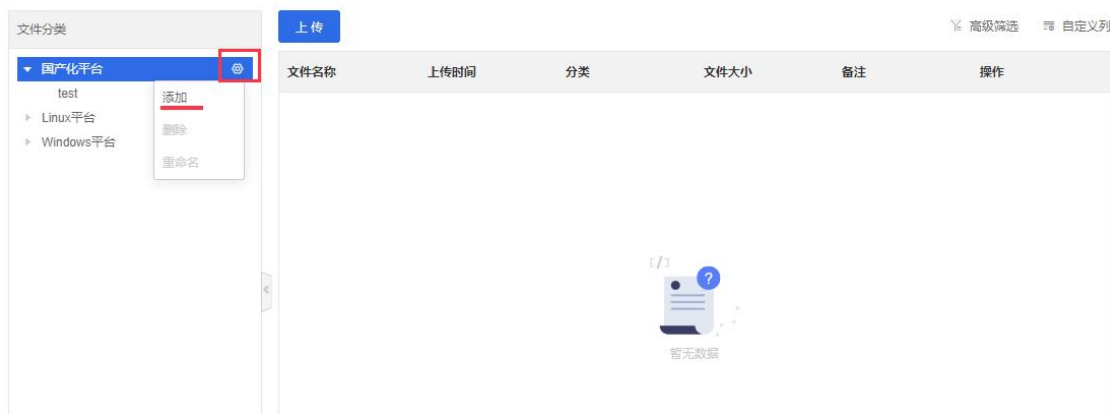 文件分类
上传
高级筛选
自定义列
国产化平台
test
Linux平台
Windows平台
添加
删除
重命名
文件名称 上传时间 分类 文件大小 备注 操作
暂无数据